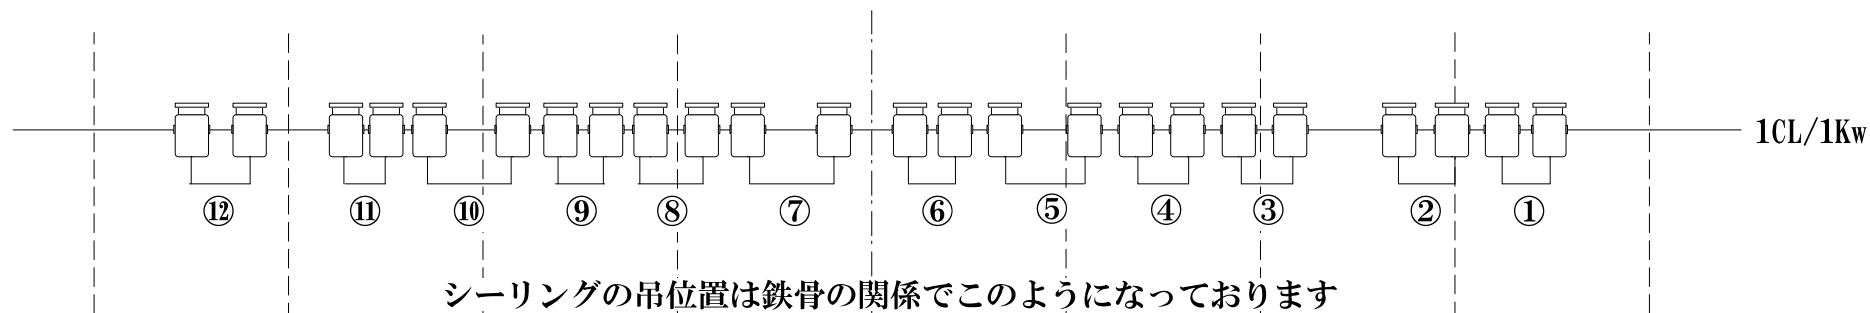 1CL/1Kw
⑫ ⑪ ⑩ ⑨ ⑧ ⑦ ⑥ ⑤ ④ ③ ② ①
シーリングの吊位置は鉄骨の関係でこのようになっております